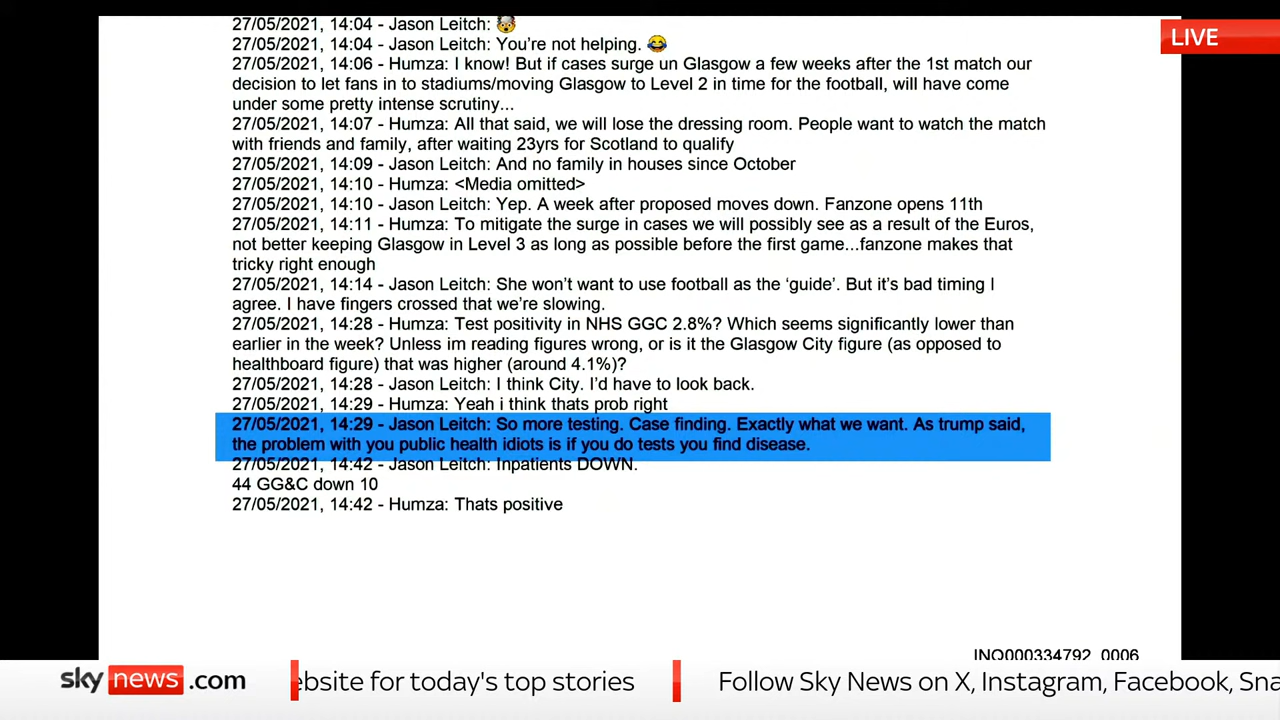 27/05/2021, 14:04 - Jason Leitch: 🤯
LIVE
27/05/2021, 14:04 - Jason Leitch: You're not helping. 😂
27/05/2021, 14:06 - Humza: I know! But if cases surge un Glasgow a few weeks after the 1st match our
decision to let fans in to stadiums/moving Glasgow to Level 2 in time for the football, will have come
under some pretty intense scrutiny...
27/05/2021, 14:07 - Humza: All that said, we will lose the dressing room. People want to watch the match
with friends and family, after waiting 23yrs for Scotland to qualify
27/05/2021, 14:09 - Jason Leitch: And no family in houses since October
27/05/2021, 14:10 - Humza: <Media omitted>
27/05/2021, 14:10 - Jason Leitch: Yep. A week after proposed moves down. Fanzone opens 11th
27/05/2021, 14:11 - Humza: To mitigate the surge in cases we will possibly see as a result of the Euros,
not better keeping Glasgow in Level 3 as long as possible before the first game...fanzone makes that
tricky right enough
27/05/2021, 14:14 - Jason Leitch: She won't want to use football as the 'guide'. But it's bad timing I
agree. I have fingers crossed that we're slowing.
27/05/2021, 14:28 - Humza: Test positivity in NHS GGC 2.8%? Which seems significantly lower than
earlier in the week? Unless im reading figures wrong, or is it the Glasgow City figure (as opposed to
healthboard figure) that was higher (around 4.1%)?
27/05/2021, 14:28 - Jason Leitch: I think City. I'd have to look back.
27/05/2021, 14:29 - Humza: Yeah i think thats prob right
27/05/2021, 14:29 - Jason Leitch: So more testing. Case finding. Exactly what we want. As trump said,
the problem with you public health idiots is if you do tests you find disease.
27/05/2021, 14:42 - Jason Leitch: Inpatients DOWN.
44 GG&C down 10
27/05/2021, 14:42 - Humza: Thats positive
INQ000334792_0006
sky news .com
ebsite for today's top stories
Follow Sky News on X, Instagram, Facebook, Sna